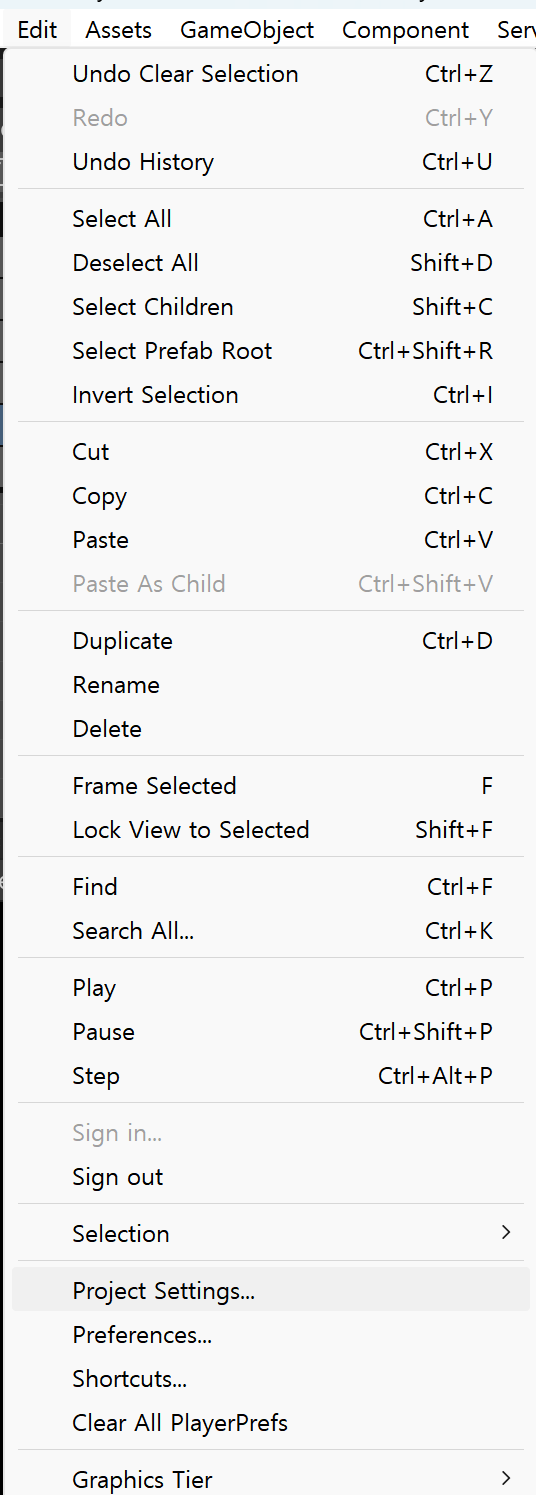 Edit Assets GameObject Component Serv
Undo Clear Selection Ctrl+Z
Redo Ctrl+Y
Undo History Ctrl+U
Select All Ctrl+A
Deselect All Shift+D
Select Children Shift+C
Select Prefab Root Ctrl+Shift+R
Invert Selection Ctrl+I
Cut Ctrl+X
Copy Ctrl+C
Paste Ctrl+V
Paste As Child Ctrl+Shift+V
Duplicate Ctrl+D
Rename
Delete
Frame Selected F
Lock View to Selected Shift+F
Find Ctrl+F
Search All... Ctrl+K
Play Ctrl+P
Pause Ctrl+Shift+P
Step Ctrl+Alt+P
Sign in...
Sign out
Selection
Project Settings...
Preferences...
Shortcuts...
Clear All PlayerPrefs
Graphics Tier